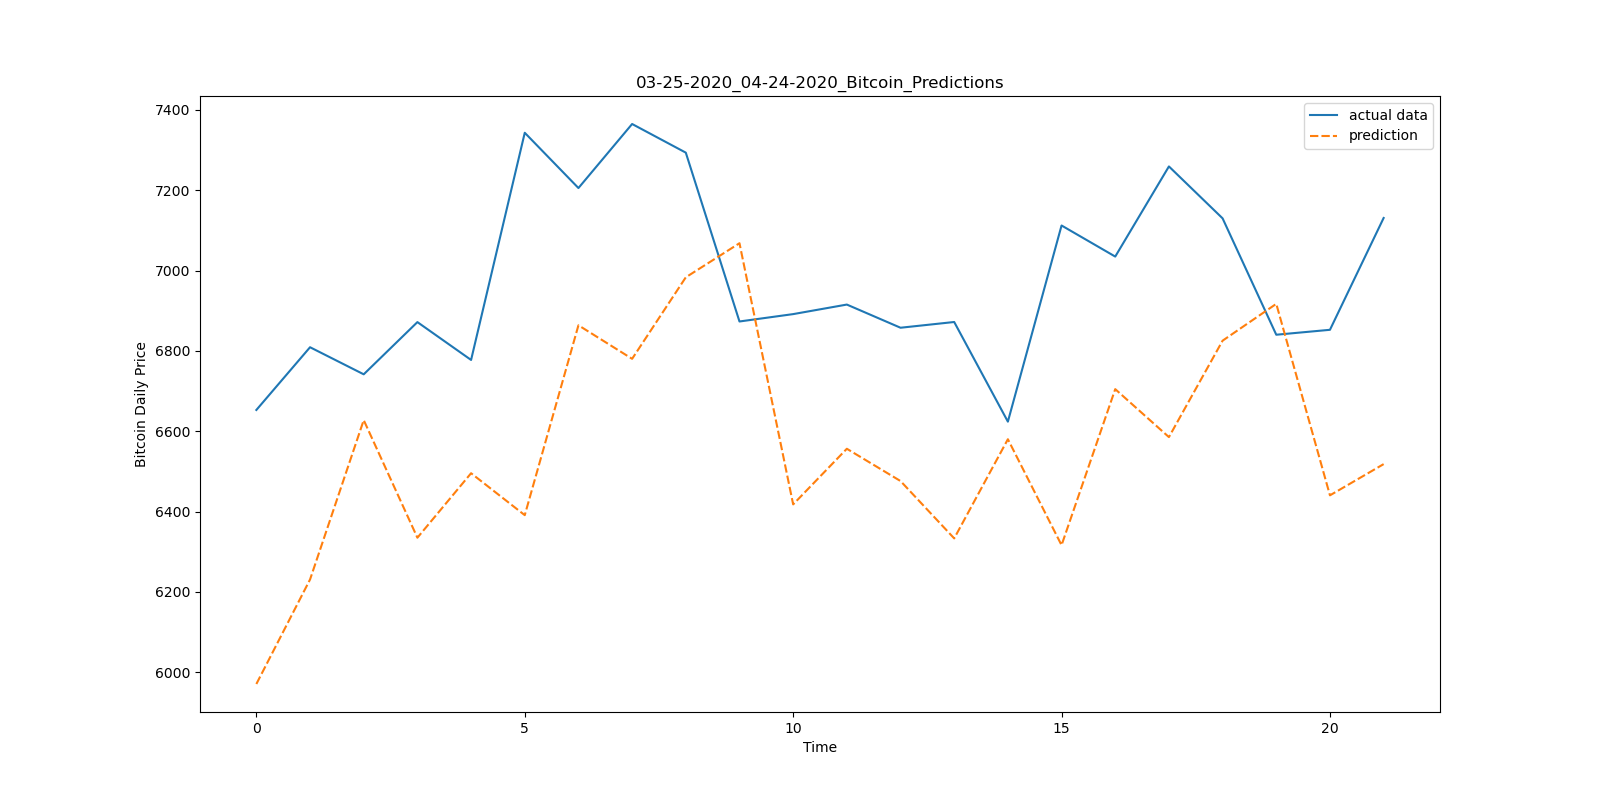 03-25-2020_04-24-2020_Bitcoin_Predictions
actual data
prediction
7400
7200
7000
6800
6600
6400
6200
6000
Bitcoin Daily Price
0 5 10 15 20
Time